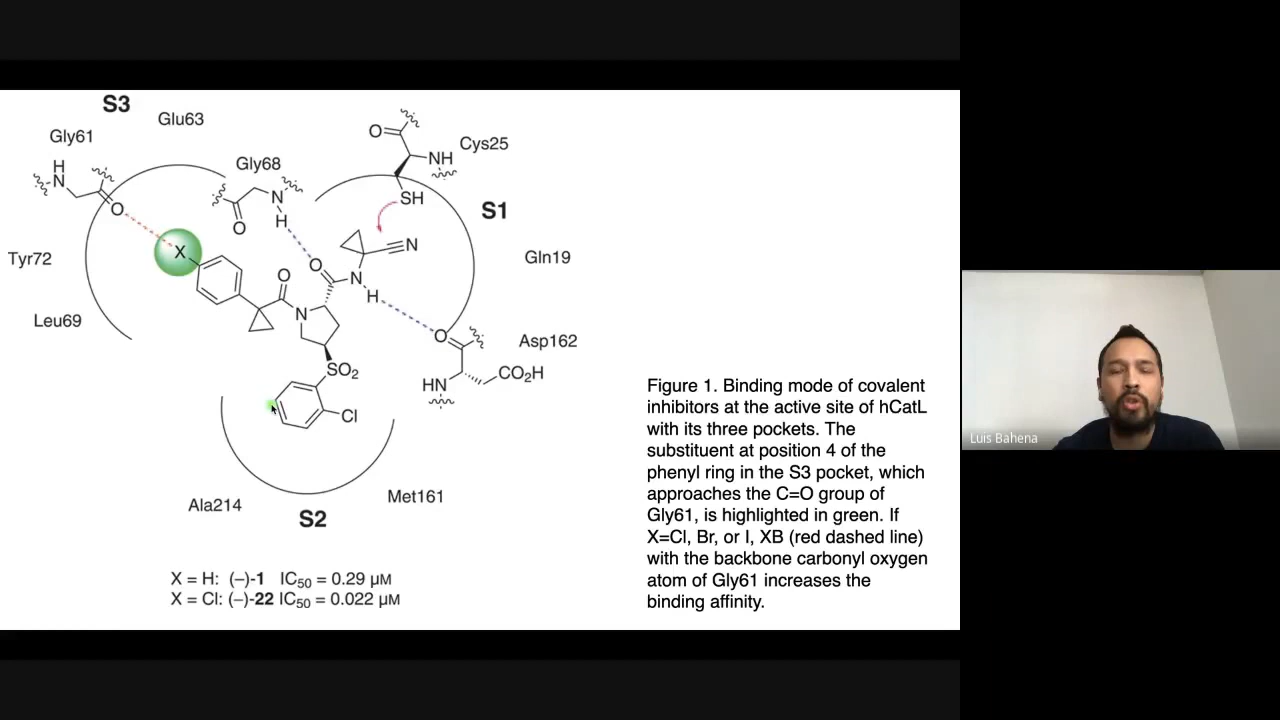 S3
Glu63
Gly61
Cys25
Gly68
O
NH
SH
H
N
O
H
O
S1
X
N
O
Tyr72
Gln19
O
O
N
H
Leu69
N
O
Asp162
SO2
CO2H
HN
Cl
Ala214
Met161
S2
X = H: (–)-1 IC50 = 0.29 μM
X = Cl: (–)-22 IC50 = 0.022 μM
Figure 1. Binding mode of covalent
inhibitors at the active site of hCatL
with its three pockets. The
substituent at position 4 of the
phenyl ring in the S3 pocket, which
approaches the C=O group of
Gly61, is highlighted in green. If
X=Cl, Br, or I, XB (red dashed line)
with the backbone carbonyl oxygen
atom of Gly61 increases the
binding affinity.
Luis Bahena